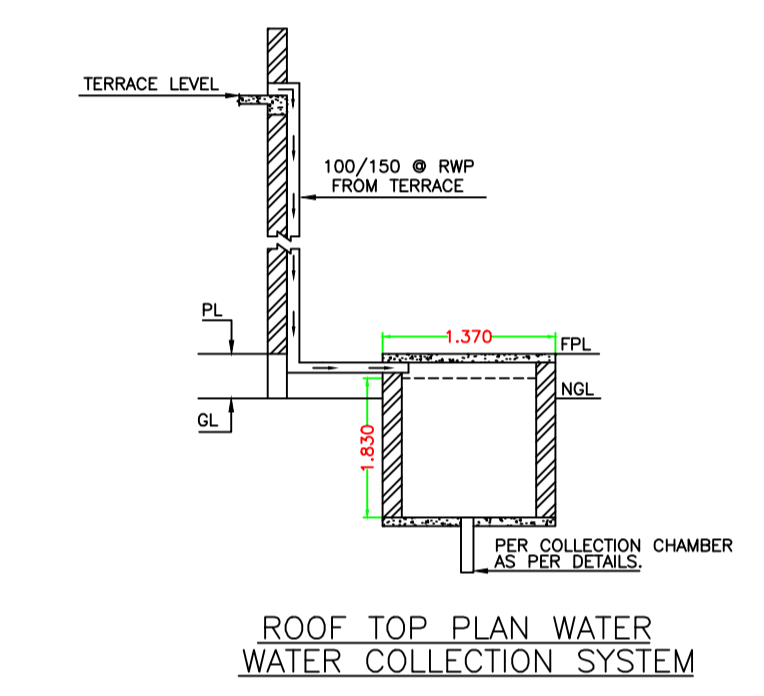 TERRACE LEVEL
100/150 @ RWP
FROM TERRACE
PL
1.370
FPL
NGL
GL
1.830
PER COLLECTION CHAMBER
AS PER DETAILS.
ROOF TOP PLAN WATER
WATER COLLECTION SYSTEM